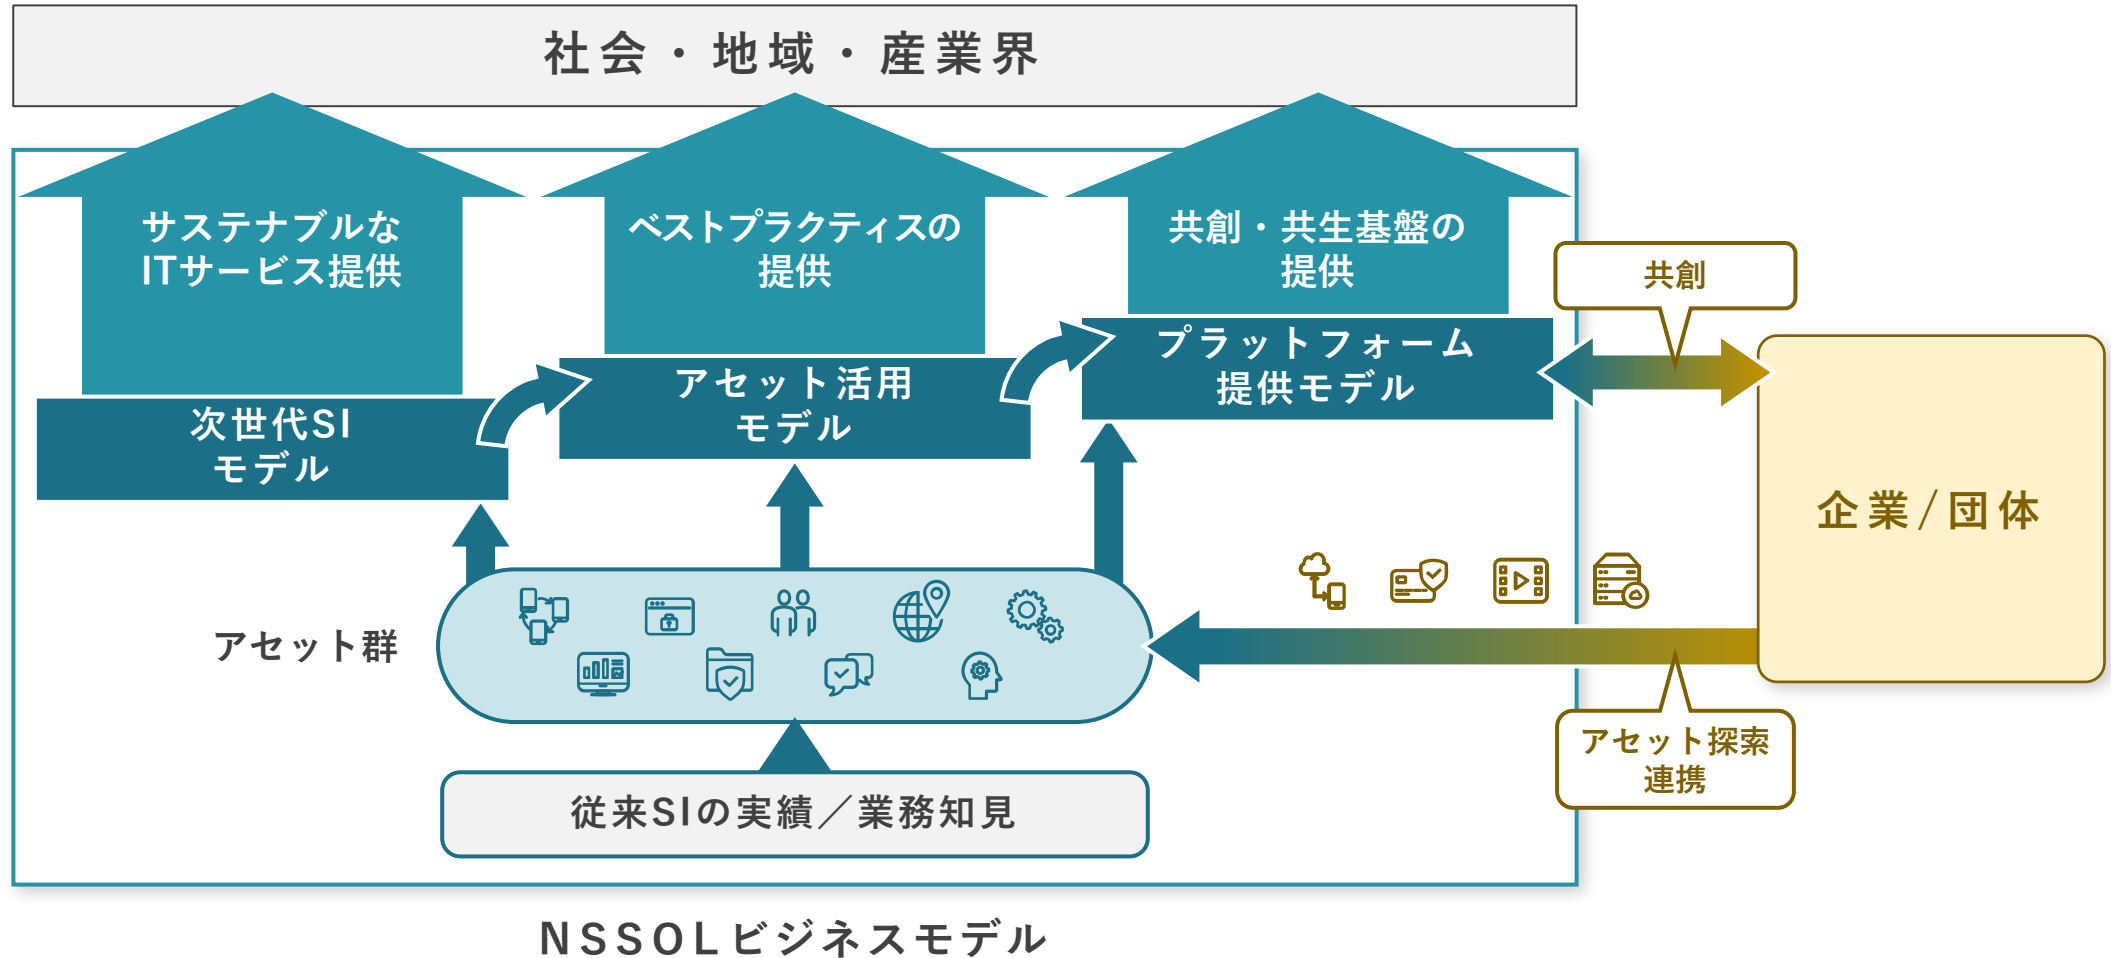 社会・地域・産業界
サステナブルな
ITサービス提供
ベストプラクティスの
提供
共創・共生基盤の
提供
共創
次世代SI
モデル
アセット活用
モデル
プラットフォーム
提供モデル
企業/団体
アセット群
アセット探索
連携
従来SIの実績／業務知見
NSSOLビジネスモデル